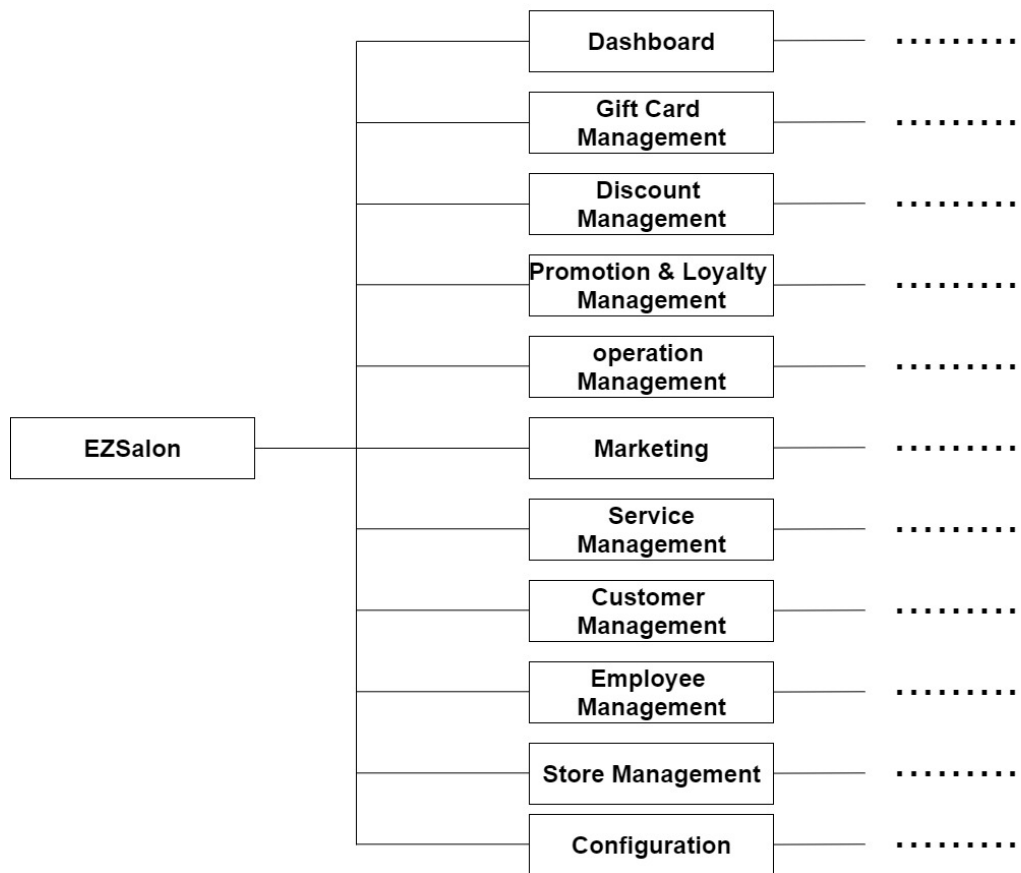 Dashboard
.........
Gift Card
Management
.........
Discount
Management
.........
Promotion & Loyalty
Management
.........
operation
Management
.........
EZSalon
Marketing
.........
Service
Management
.........
Customer
Management
.........
Employee
Management
.........
Store Management
.........
Configuration
.........